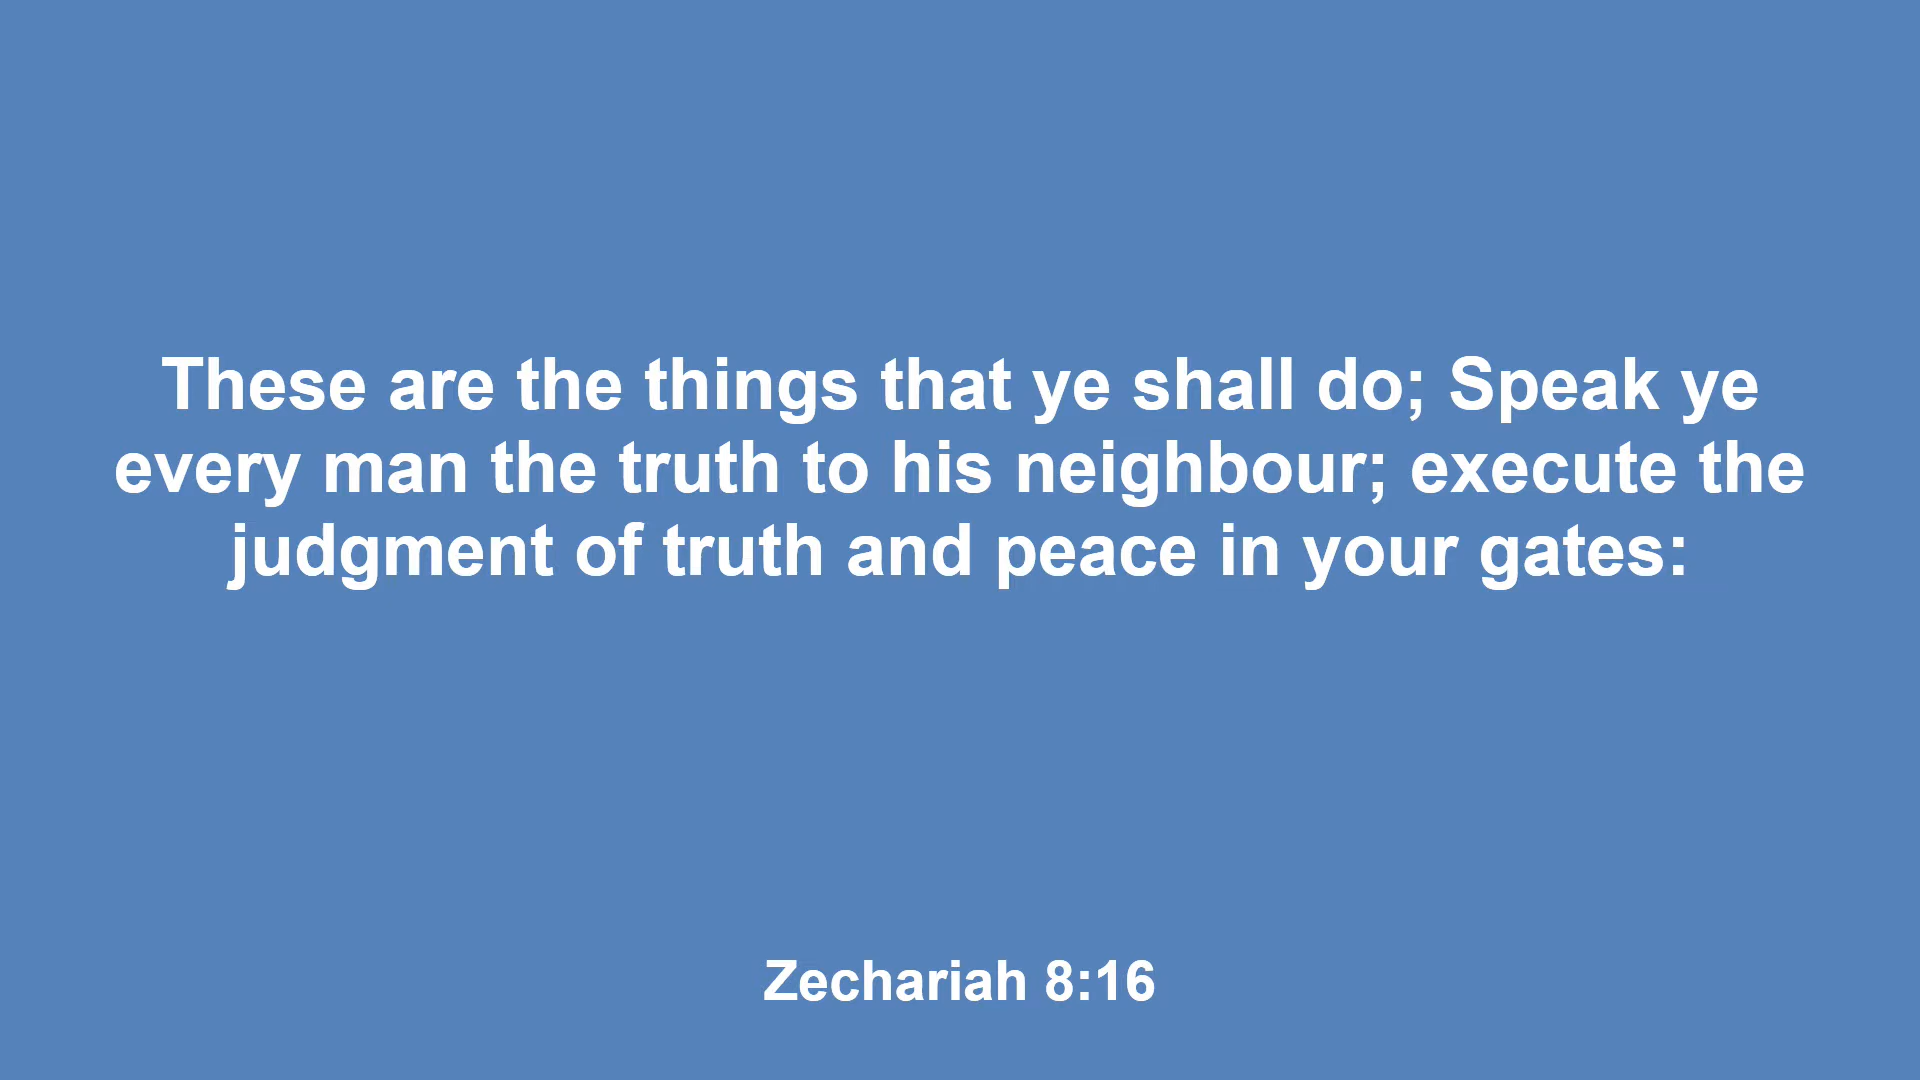 These are the things that ye shall do; Speak ye
every man the truth to his neighbour; execute the
judgment of truth and peace in your gates:
Zechariah 8:16